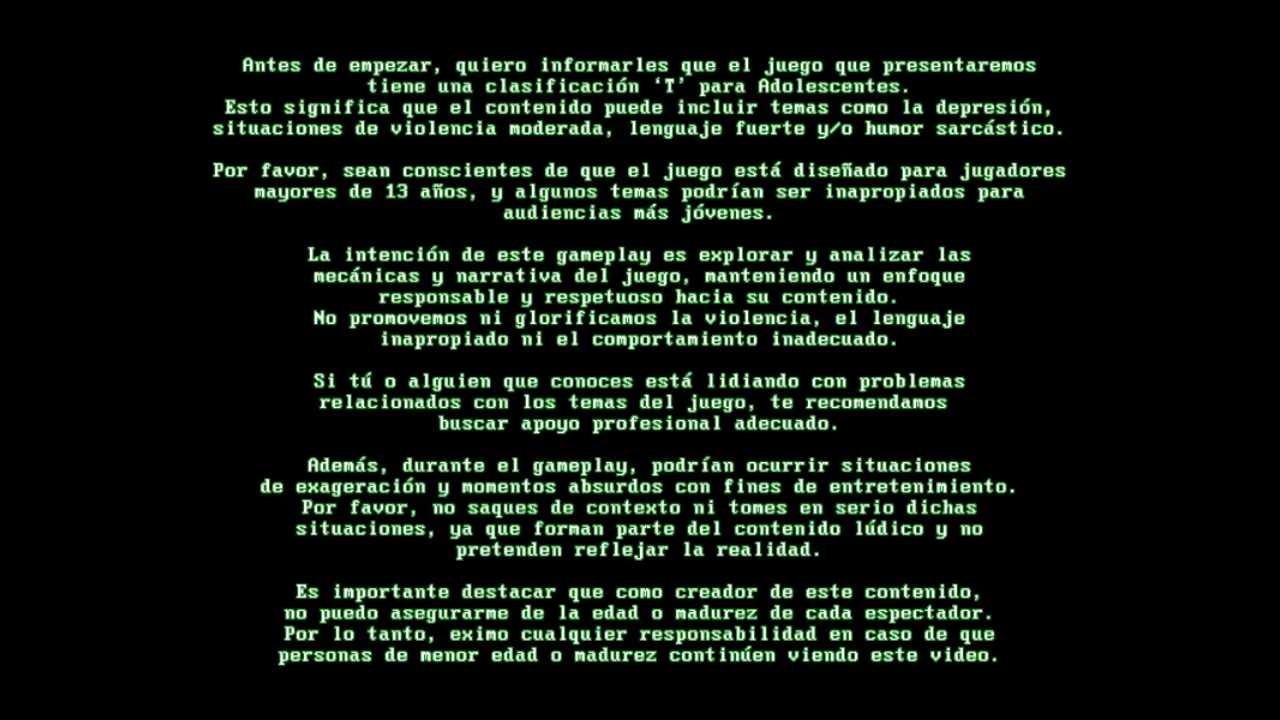 Antes de empezar, quiero informarles que el juego que presentaremos
tiene una clasificación ‘T’ para Adolescentes.
Esto significa que el contenido puede incluir temas como la depresión,
situaciones de violencia moderada, lenguaje fuerte y/o humor sarcástico.
Por favor, sean conscientes de que el juego está diseñado para jugadores
mayores de 13 años, y algunos temas podrían ser inapropiados para
audiencias más jóvenes.
La intención de este gameplay es explorar y analizar las
mecánicas y narrativa del juego, manteniendo un enfoque
responsable y respetuoso hacia su contenido.
No promovemos ni glorificamos la violencia, el lenguaje
inapropiado ni el comportamiento inadecuado.
Si tú o alguien que conoces está lidiando con problemas
relacionados con los temas del juego, te recomendamos
buscar apoyo profesional adecuado.
Además, durante el gameplay, podrían ocurrir situaciones
de exageración y momentos absurdos con fines de entretenimiento.
Por favor, no saques de contexto ni tomes en serio dichas
situaciones, ya que forman parte del contenido lúdico y no
pretenden reflejar la realidad.
Es importante destacar que como creador de este contenido,
no puedo asegurarme de la edad o madurez de cada espectador.
Por lo tanto, eximo cualquier responsabilidad en caso de que
personas de menor edad o madurez continúen viendo este video.